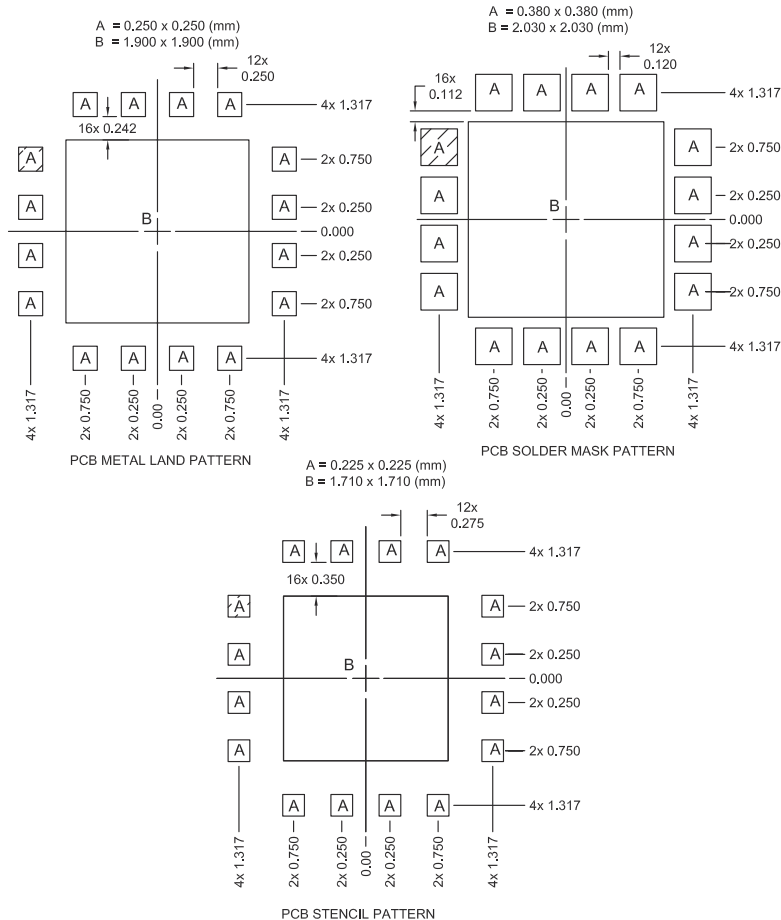 A = 0.250 x 0.250 (mm)
B = 1.900 x 1.900 (mm)
12x
0.250
A A A A
4x 1.317
16x 0.242
A A
2x 0.750
A A
2x 0.250
B
0.000
A A
2x 0.250
A A
2x 0.750
A A A A
4x 1.317
4x 1.317
2x 0.750
2x 0.250
0.00
2x 0.250
2x 0.750
4x 1.317
PCB METAL LAND PATTERN
A = 0.380 x 0.380 (mm)
B = 2.030 x 2.030 (mm)
12x
0.120
16x
0.112
A A A A
4x 1.317
A A
2x 0.750
A A
2x 0.250
B
0.000
A A
2x 0.250
A A
2x 0.750
A A A A
4x 1.317
4x 1.317
2x 0.750
2x 0.250
0.00
2x 0.250
2x 0.750
4x 1.317
PCB SOLDER MASK PATTERN
A = 0.225 x 0.225 (mm)
B = 1.710 x 1.710 (mm)
12x
0.275
A A A A
4x 1.317
16x 0.350
A A
2x 0.750
A A
2x 0.250
B
0.000
A A
2x 0.250
A A
2x 0.750
A A A A
4x 1.317
4x 1.317
2x 0.750
2x 0.250
0.00
2x 0.250
2x 0.750
4x 1.317
PCB STENCIL PATTERN